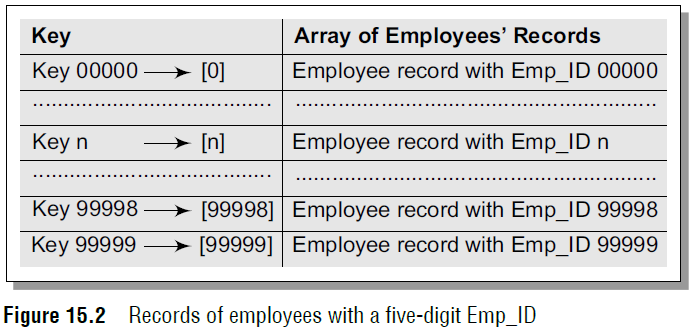 Key Array of Employees' Records
Key 00000 → [0] Employee record with Emp_ID 00000
....................................... .........................................................
Key n → [n] Employee record with Emp_ID n
....................................... .........................................................
Key 99998 → [99998] Employee record with Emp_ID 99998
Key 99999 → [99999] Employee record with Emp_ID 99999
Figure 15.2 Records of employees with a five-digit Emp_ID